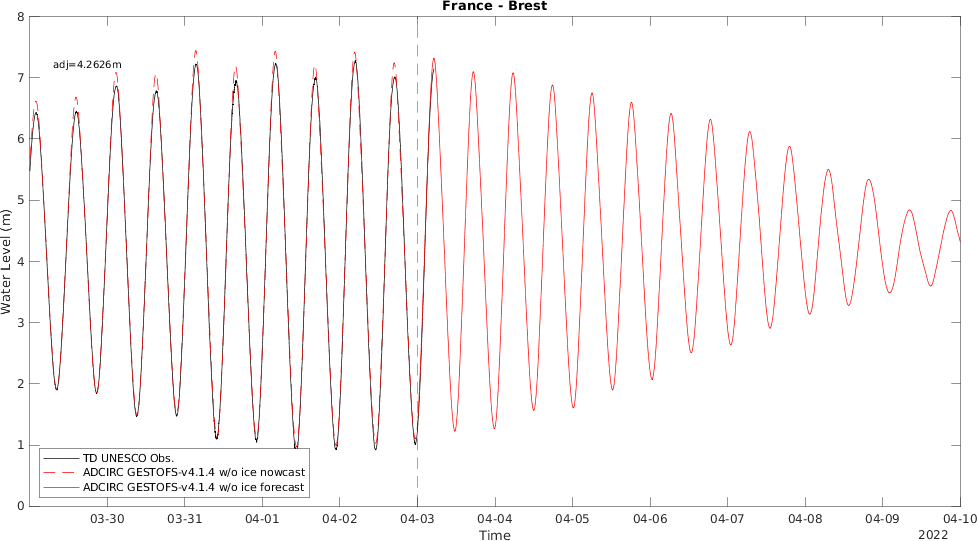 France - Brest
8
7
6
5
4
3
2
1
0
Water Level (m)
adj=4.2626m
TD UNESCO Obs.
ADCIRC GESTOFS-v4.1.4 w/o ice nowcast
ADCIRC GESTOFS-v4.1.4 w/o ice forecast
03-30 03-31 04-01 04-02 04-03 04-04 04-05 04-06 04-07 04-08 04-09 04-10
Time
2022